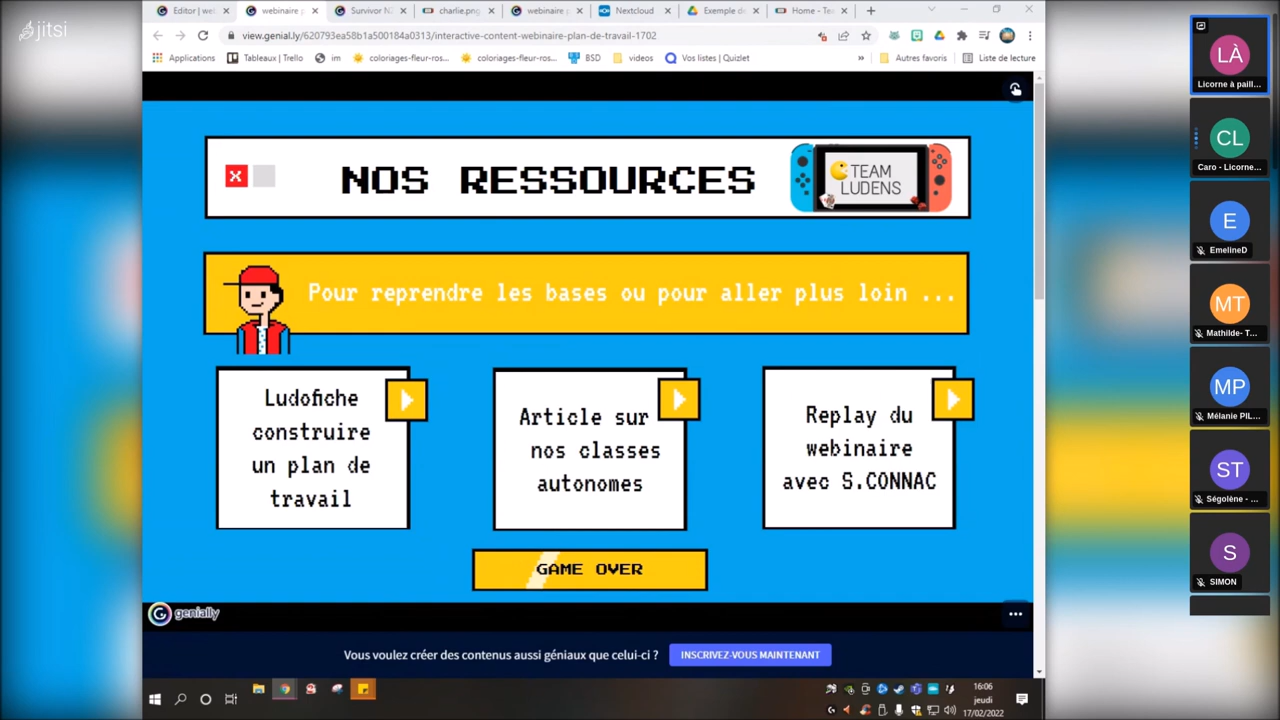 jitsi
Editor | wel
webinaire p
Survivor NZ
charlie.png
webinaire p
Nextcloud
Exemple d
Home - Tea
view.genial.ly/620793ea58b1a500184a0313/interactive-content-webinaire-plan-de-travail-1702
Applications
Tableaux | Trello
im
coloriages-fleur-ros...
coloriages-fleur-ros...
BSD
videos
Vos listes | Quizlet
»
Autres favoris
Liste de lecture
X
NOS RESSOURCES
TEAM
LUDENS
Pour reprendre les bases ou pour aller plus loin ...
Ludofiche
construire
un plan de
travail
Article sur
nos classes
autonomes
Replay du
webinaire
avec S.CONNAC
GAME OVER
genially
Vous voulez créer des contenus aussi géniaux que celui-ci ?
INSCRIVEZ-VOUS MAINTENANT
16:06
jeudi
17/02/2022
LÀ
Licorne à paill...
CL
Caro - Licorne...
E
EmelineD
MT
Mathilde- T...
MP
Mélanie PIL...
ST
Ségolène - ...
S
SIMON